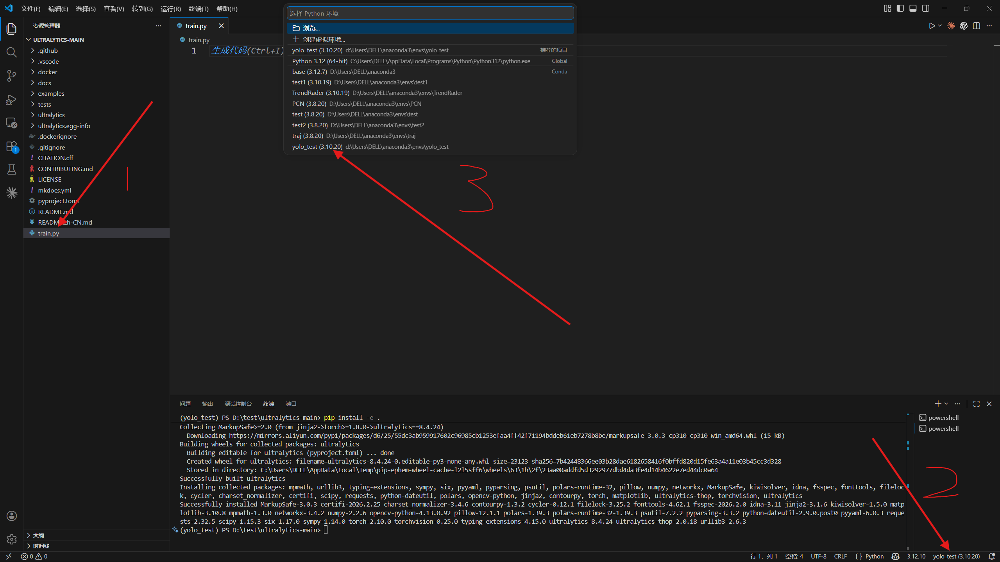 文件(F) 编辑(E) 选择(S) 查看(V) 转到(G) 运行(R) 终端(T) 帮助(H)
选择 Python 环境
浏览...
创建虚拟环境...
yolo_test (3.10.20) d:\Users\DELL\anaconda3\envs\yolo_test 推荐的项目
Python 3.12 (64-bit) C:\Users\DELL\AppData\Local\Programs\Python\Python312\python.exe Global
base (3.12.7) D:\Users\DELL\anaconda3 Conda
test1 (3.10.19) D:\Users\DELL\anaconda3\envs\test1
TrendRader (3.10.19) D:\Users\DELL\anaconda3\envs\TrendRader
PCN (3.8.20) D:\Users\DELL\anaconda3\envs\PCN
test (3.8.20) D:\Users\DELL\anaconda3\envs\test
test2 (3.8.20) D:\Users\DELL\anaconda3\envs\test2
traj (3.8.20) D:\Users\DELL\anaconda3\envs\traj
yolo_test (3.10.20) d:\Users\DELL\anaconda3\envs\yolo_test
资源管理器
ULTRALYTICS-MAIN
.github
.vscode
docker
docs
examples
tests
ultralytics
ultralytics.egg-info
.dockerignore
.gitignore
CITATION.cff
CONTRIBUTING.md
LICENSE
mkdocs.yml
pyproject.toml
README.md
README.zh-CN.md
train.py
大纲
时间线
1
1
train.py
train.py
1 生成代码(Ctrl+I)
3
问题 输出 调试控制台 终端 端口
(yolo_test) PS D:\test\ultralytics-main> pip install -e .
Collecting MarkupSafe>=2.0 (from jinja2->torch>=1.8.0->ultralytics==8.4.24)
Downloading https://mirrors.aliyun.com/pypi/packages/d6/25/55dc3ab959917602c96985cb1253efaa4ff42f71194bddeb61eb7278b8be/markupsafe-3.0.3-cp310-cp310-win_amd64.whl (15 kB)
Building wheels for collected packages: ultralytics
Building editable for ultralytics (pyproject.toml) ... done
Created wheel for ultralytics: filename=ultralytics-8.4.24-0.editable-py3-none-any.whl size=23123 sha256=7b42448366ee03b28dae6182658416f0bffd820d15fe63a4a11e03b45cc3d328
Stored in directory: C:\Users\DELL\AppData\Local\Temp\pip-ephem-wheel-cache-l2l5sff6\wheels\63\1b\2f\23aa00addfd5d3292977dbd4da3fe4d14b4622e7ed44dc0a64
Successfully built ultralytics
Installing collected packages: mpmath, urllib3, typing-extensions, sympy, six, pyyaml, pyparsing, psutil, polars-runtime-32, pillow, numpy, networkx, MarkupSafe, kiwisolver, idna, fsspec, fonttools, fileloc
k, cycler, charset_normalizer, certifi, scipy, requests, python-dateutil, polars, opencv-python, jinja2, contourpy, torch, matplotlib, ultralytics-thop, torchvision, ultralytics
Successfully installed MarkupSafe-3.0.3 certifi-2026.2.25 charset_normalizer-3.4.6 contourpy-1.3.2 cycler-0.12.1 filelock-3.25.2 fonttools-4.62.1 fsspec-2026.2.0 idna-3.11 jinja2-3.1.6 kiwisolver-1.5.0 matp
lotlib-3.10.8 mpmath-1.3.0 networkx-3.4.2 numpy-2.2.6 opencv-python-4.13.0.92 pillow-12.1.1 polars-1.39.3 polars-runtime-32-1.39.3 psutil-7.2.2 pyparsing-3.3.2 python-dateutil-2.9.0.post0 pyyaml-6.0.3 reque
sts-2.32.5 scipy-1.15.3 six-1.17.0 sympy-1.14.0 torch-2.10.0 torchvision-0.25.0 typing-extensions-4.15.0 ultralytics-8.4.24 ultralytics-thop-2.0.18 urllib3-2.6.3
(yolo_test) PS D:\test\ultralytics-main>
powershell
powershell
2
0 0
行 1, 列 1 空格: 4 UTF-8 CRLF { } Python 3.12.10 yolo_test (3.10.20)